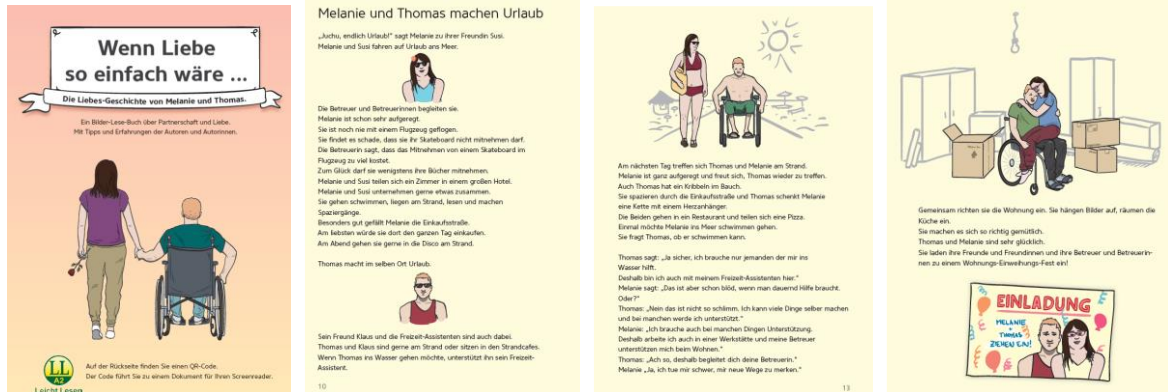 Wenn Liebe
so einfach wäre ...
Die Liebes-Geschichte von Melanie und Thomas.
Ein Bilder-Lese-Buch über Partnerschaft und Liebe.
Mit Tipps und Erfahrungen der Autoren und Autorinnen.
LL
A2
Leicht Lesen
Auf der Rückseite finden Sie einen QR-Code.
Der Code führt Sie zu einem Dokument für Ihren Screenreader.
Melanie und Thomas machen Urlaub
„Juchu, endlich Urlaub!“ sagt Melanie zu ihrer Freundin Susi.
Melanie und Susi fahren auf Urlaub ans Meer.
Die Betreuer und Betreuerinnen begleiten sie.
Melanie ist schon sehr aufgeregt.
Sie ist noch nie mit einem Flugzeug geflogen.
Sie findet es schade, dass sie ihr Skateboard nicht mitnehmen darf.
Die Betreuerin sagt, dass das Mitnehmen von einem Skateboard im
Flugzeug zu viel kostet.
Zum Glück darf sie wenigstens ihre Bücher mitnehmen.
Melanie und Susi teilen sich ein Zimmer in einem großen Hotel.
Melanie und Susi unternehmen gerne etwas zusammen.
Sie gehen schwimmen, liegen am Strand, lesen und machen
Spaziergänge.
Besonders gut gefällt Melanie die Einkaufsstraße.
Am liebsten würde sie dort den ganzen Tag einkaufen.
Am Abend gehen sie gerne in die Disco am Strand.
Thomas macht im selben Ort Urlaub.
Sein Freund Klaus und die Freizeit-Assistenten sind auch dabei.
Thomas und Klaus sind gerne am Strand oder sitzen in den Strandcafes.
Wenn Thomas ins Wasser gehen möchte, unterstützt ihn sein Freizeit-
Assistent.
10
Am nächsten Tag treffen sich Thomas und Melanie am Strand.
Melanie ist ganz aufgeregt und freut sich, Thomas wieder zu treffen.
Auch Thomas hat ein Kribbeln im Bauch.
Sie spazieren durch die Einkaufsstraße und Thomas schenkt Melanie
eine Kette mit einem Herzanhänger.
Die Beiden gehen in ein Restaurant und teilen sich eine Pizza.
Einmal möchte Melanie ins Meer schwimmen gehen.
Sie fragt Thomas, ob er schwimmen kann.
Thomas sagt: „Ja sicher, ich brauche nur jemanden der mir ins
Wasser hilft.
Deshalb bin ich auch mit meinem Freizeit-Assistenten hier.“
Melanie sagt: „Das ist aber schon blöd, wenn man dauernd Hilfe braucht.
Oder?“
Thomas: „Nein das ist nicht so schlimm. Ich kann viele Dinge selber machen
und bei manchen werde ich unterstützt.“
Melanie: „Ich brauche auch bei manchen Dingen Unterstützung.
Deshalb arbeite ich auch in einer Werkstätte und meine Betreuer
unterstützen mich beim Wohnen.“
Thomas: „Ach so, deshalb begleitet dich deine Betreuerin.“
Melanie „Ja, ich tue mir schwer, mir neue Wege zu merken.“
13
Gemeinsam richten sie die Wohnung ein. Sie hängen Bilder auf, räumen die
Küche ein.
Sie machen es sich so richtig gemütlich.
Thomas und Melanie sind sehr glücklich.
Sie laden ihre Freunde und Freundinnen und ihre Betreuer und Betreuerin-
nen zu einem Wohnungs-Einweihungs-Fest ein!
EINLADUNG
MELANIE
+
THOMAS
ZIEHEN EIN!